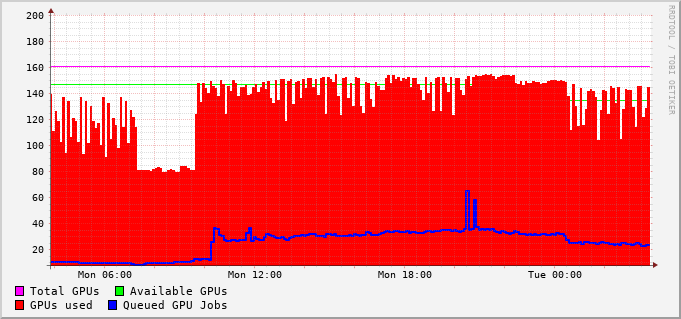 200
180
160
140
120
100
80
60
40
20
Mon 06:00 Mon 12:00 Mon 18:00 Tue 00:00
Total GPUs Available GPUs
GPUs used Queued GPU Jobs
RRDTOOL / TOBI OETIKER